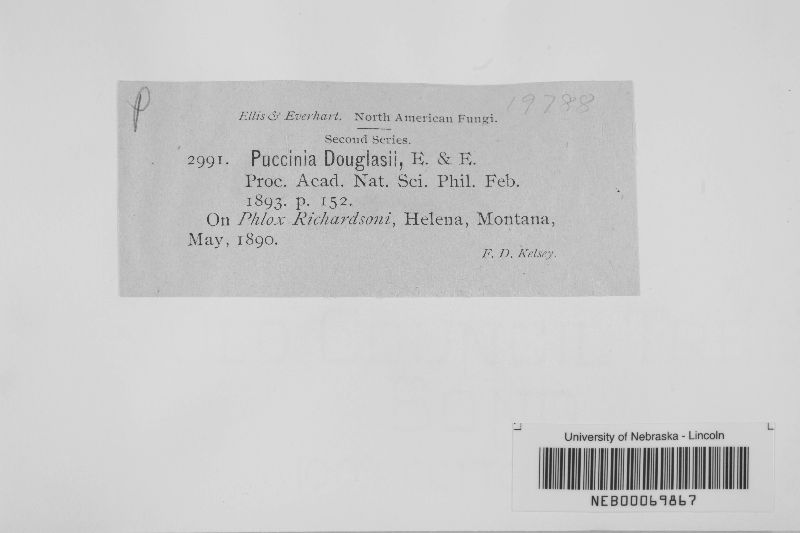 P
19788
Ellis & Everhart. North American Fungi.
Second Series.
2991. Puccinia Douglasii, E. & E.
Proc. Acad. Nat. Sci. Phil. Feb.
1893. p. 152.
On Phlox Richardsoni, Helena, Montana,
May, 1890.
F. D. Kelsey.
University of Nebraska - Lincoln
NEB00069867